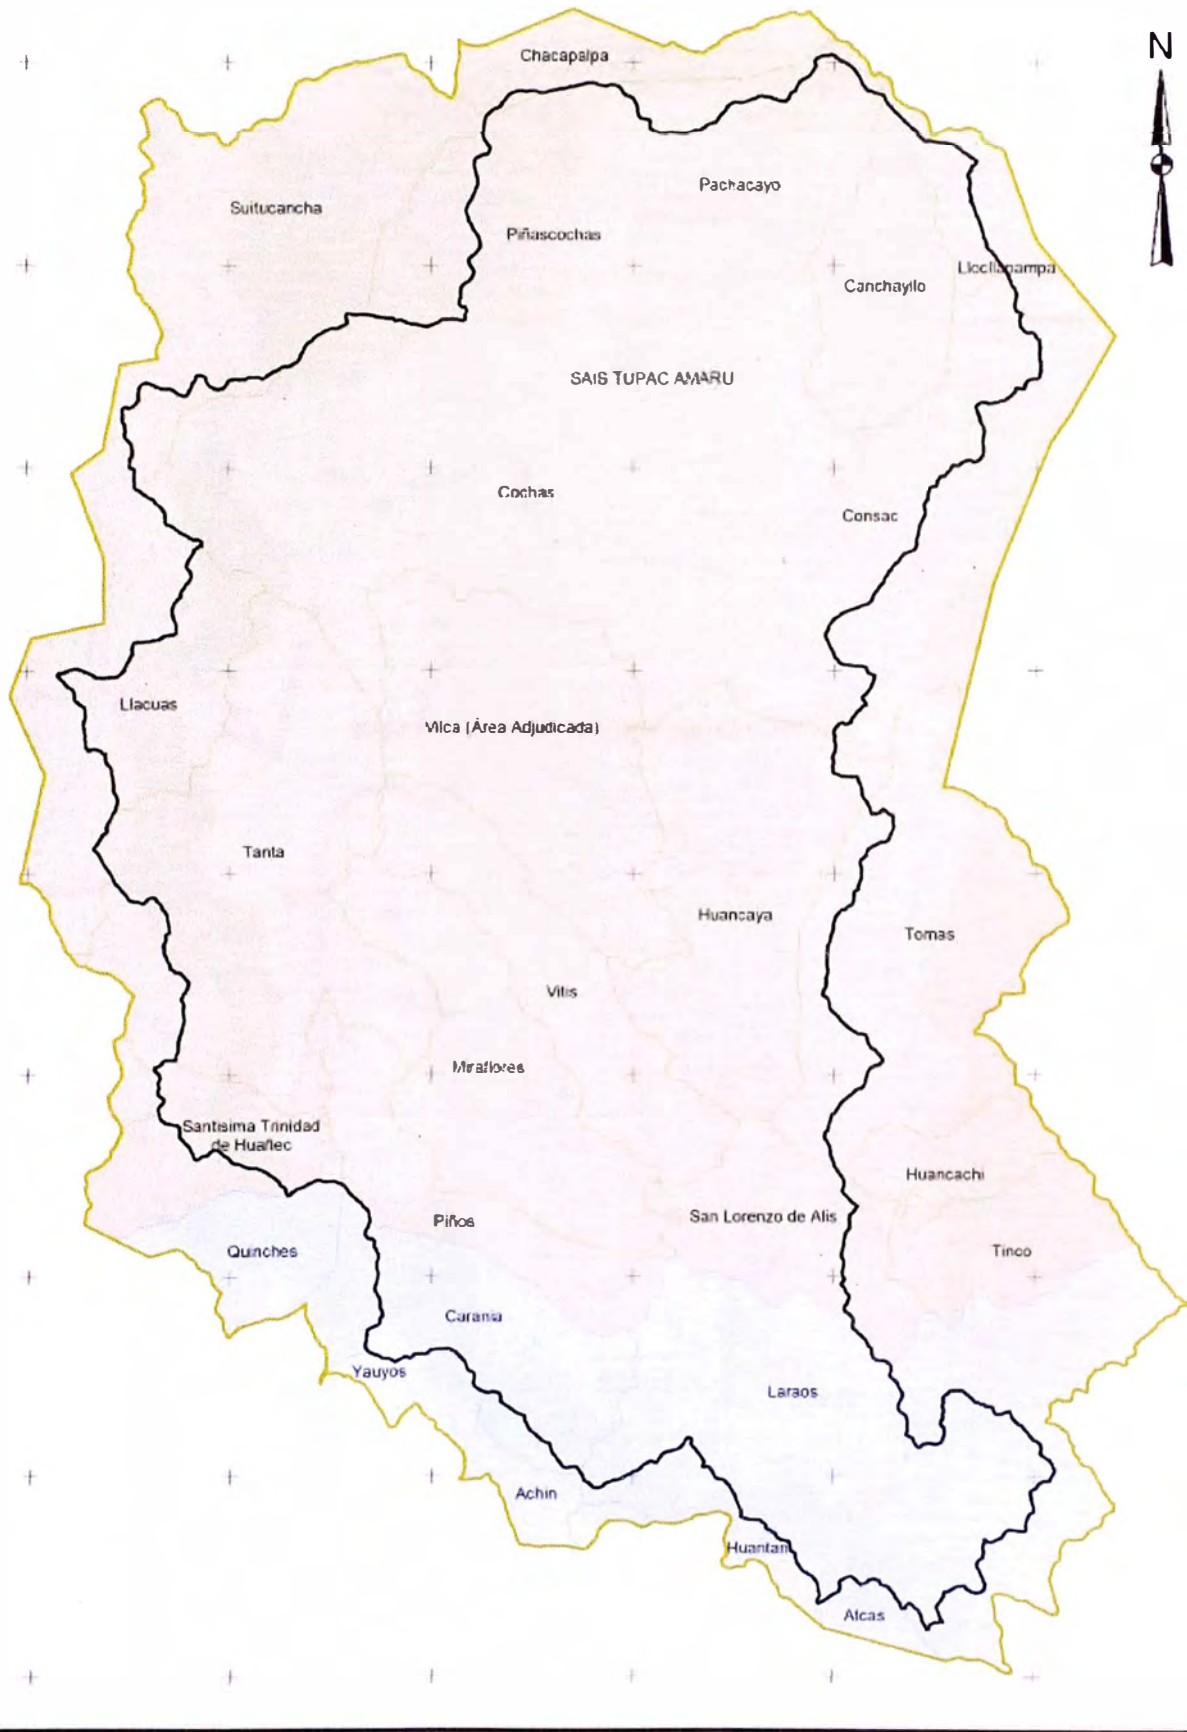 N
Chacapalpa
Pachacayo
Suitucancha
Piñascochas
Llocllapampa
Canchayllo
SAIS TUPAC AMARU
Cochas
Consac
Llacuas
Vilca (Área Adjudicada)
Tanta
Huancaya
Tomas
Vitis
Miraflores
Santisima Trinidad
de Huañec
Huancachi
San Lorenzo de Alis
Piños
Quinches
Tinco
Carania
Yauyos
Laraos
Achin
Huantan
Atcas